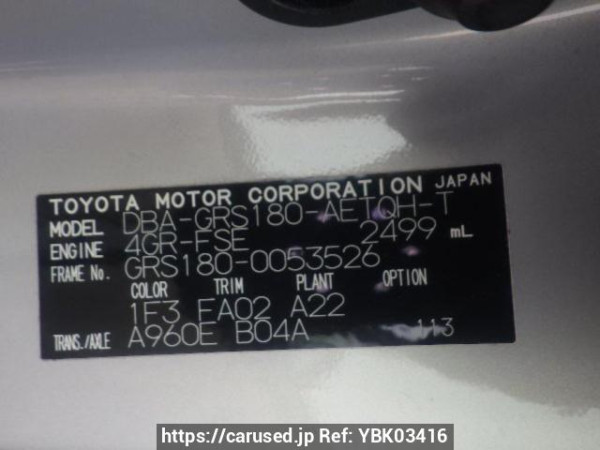 TOYOTA MOTOR CORPORATION JAPAN
MODEL DBA-GRS180-AETQH-T
ENGINE 4GR-FSE 2499 mL
FRAME No. GRS180-0053526
COLOR TRIM PLANT OPTION
1F3 FA02 A22
TRANS./AXLE A960E B04A 113
https://carused.jp Ref: YBK03416